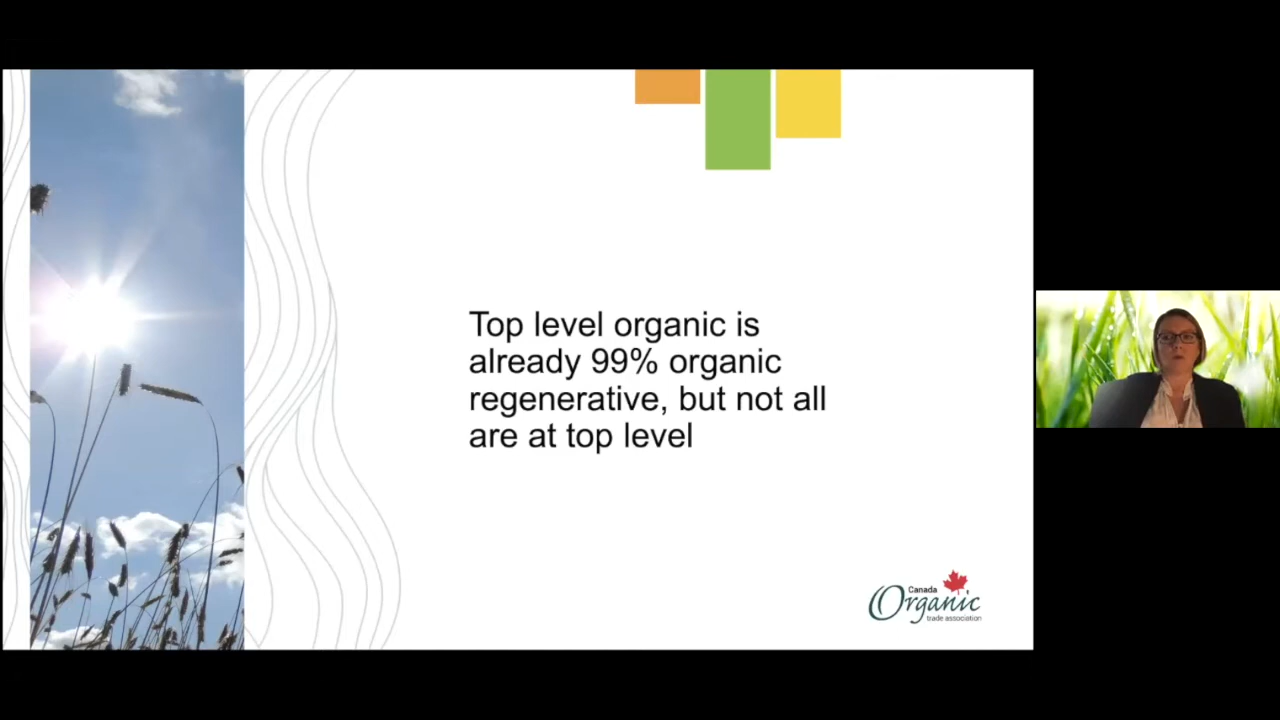 Top level organic is
already 99% organic
regenerative, but not all
are at top level
Canada
Organic
trade association